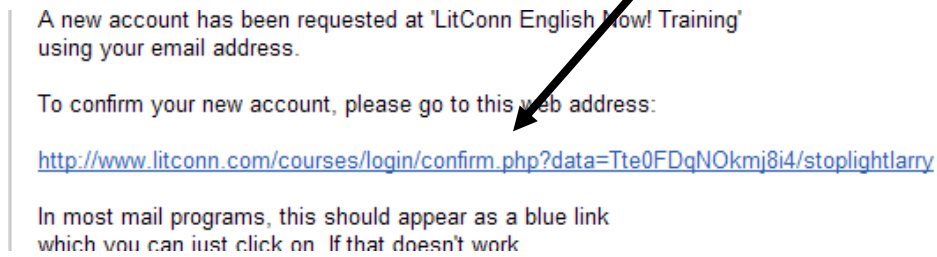 A new account has been requested at 'LitConn English Now! Training'
using your email address.
To confirm your new account, please go to this web address:
http://www.litconn.com/courses/login/confirm.php?data=Tte0FDqNOkmj8i4/stoplightlarry
In most mail programs, this should appear as a blue link
which you can just click on. If that doesn't work